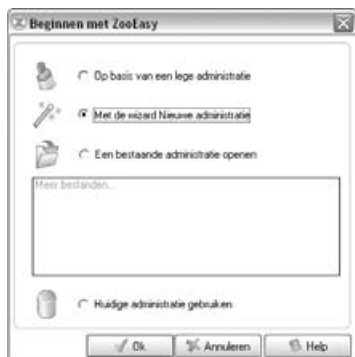 Beginnen met ZooEasy
Op basis van een lege administratie
Met de wizard Nieuwe administratie
Een bestaande administratie openen
Meer bestanden...
Huidige administratie gebruiken
Ok Annuleren Help